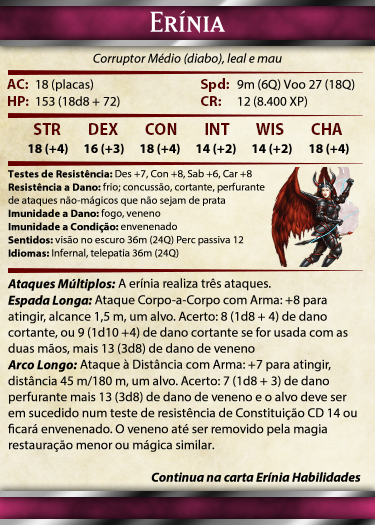 ERÍNIA
Corruptor Médio (diabo), leal e mau
AC: 18 (placas) Spd: 9m (6Q) Voo 27 (18Q)
HP: 153 (18d8 + 72) CR: 12 (8.400 XP)
STR DEX CON INT WIS CHA
18 (+4) 16 (+3) 18 (+4) 14 (+2) 14 (+2) 18 (+4)
Testes de Resistência: Des +7, Con +8, Sab +6, Car +8
Resistência a Dano: frio; concussão, cortante, perfurante
de ataques não-mágicos que não sejam de prata
Imunidade a Dano: fogo, veneno
Imunidade a Condição: envenenado
Sentidos: visão no escuro 36m (24Q) Perc passiva 12
Idiomas: Infernal, telepatia 36m (24Q)
Ataques Múltiplos: A erínia realiza três ataques.
Espada Longa: Ataque Corpo-a-Corpo com Arma: +8 para
atingir, alcance 1,5 m, um alvo. Acerto: 8 (1d8 + 4) de dano
cortante, ou 9 (1d10 +4) de dano cortante se for usada com as
duas mãos, mais 13 (3d8) de dano de veneno
Arco Longo: Ataque à Distância com Arma: +7 para atingir,
distância 45 m/180 m, um alvo. Acerto: 7 (1d8 + 3) de dano
perfurante mais 13 (3d8) de dano de veneno e o alvo deve ser
em sucedido num teste de resistência de Constituição CD 14 ou
ficará envenenado. O veneno até ser removido pela magia
restauração menor ou mágica similar.
Continua na carta Erínia Habilidades